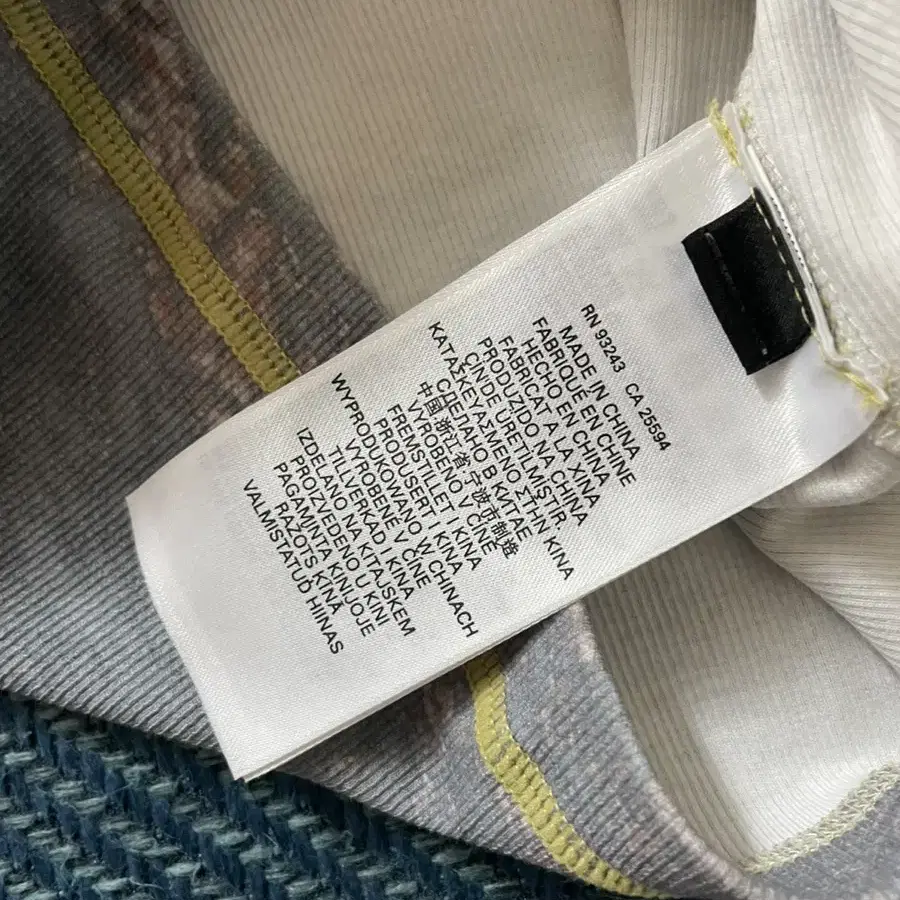 RN 93243 CA 25594
MADE IN CHINA
FABRIQUÉ EN CHINE
HECHO EN CHINA
FABRICAT A LA XINA
PRODUZIDO NA CHINA
ÇİN'DE ÜRETİLMİŞTİR
ΚΑΤΑΣΚΕΥΑΣΜΕΝΟ ΣΤΗΝ ΚΙΝΑ
СДЕЛАНО В КИТАЕ
中國 浙江省 宁波市制造
VYROBENO V ČÍNĚ
FREMSTILLET I KINA
PRODUSERT I KINA
WYPRODUKOWANO W CHINACH
VYROBENÉ V ČÍNE
TILLVERKAD I KINA
IZDELANO NA KITAJSKEM
PROIZVEDENO U KINI
PAGAMINTA KINIJOJE
RAŽOTS ĶĪNĀ
VALMISTATUD HIINAS